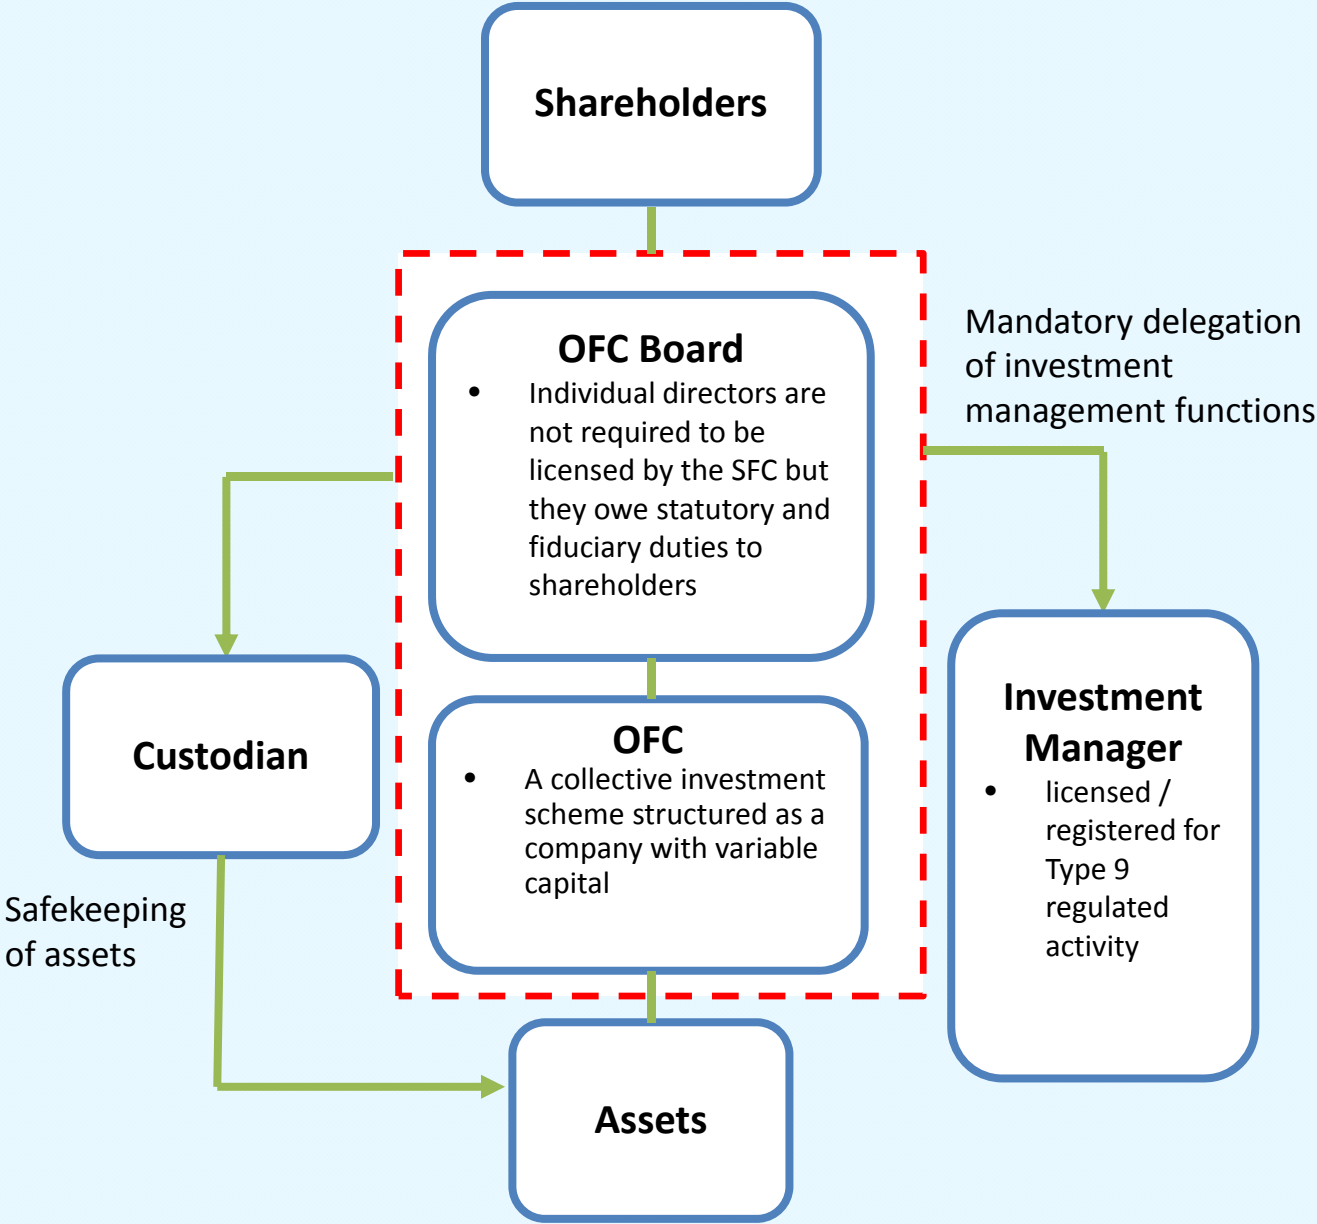 Shareholders
OFC Board
• Individual directors are
not required to be
licensed by the SFC but
they owe statutory and
fiduciary duties to
shareholders
Mandatory delegation
of investment
management functions
OFC
• A collective investment
scheme structured as a
company with variable
capital
Custodian
Investment
Manager
• licensed /
registered for
Type 9
regulated
activity
Safekeeping
of assets
Assets